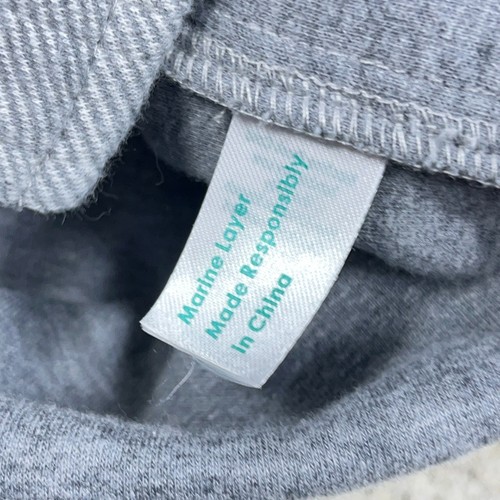 Marine Layer
Made Responsibly
in China